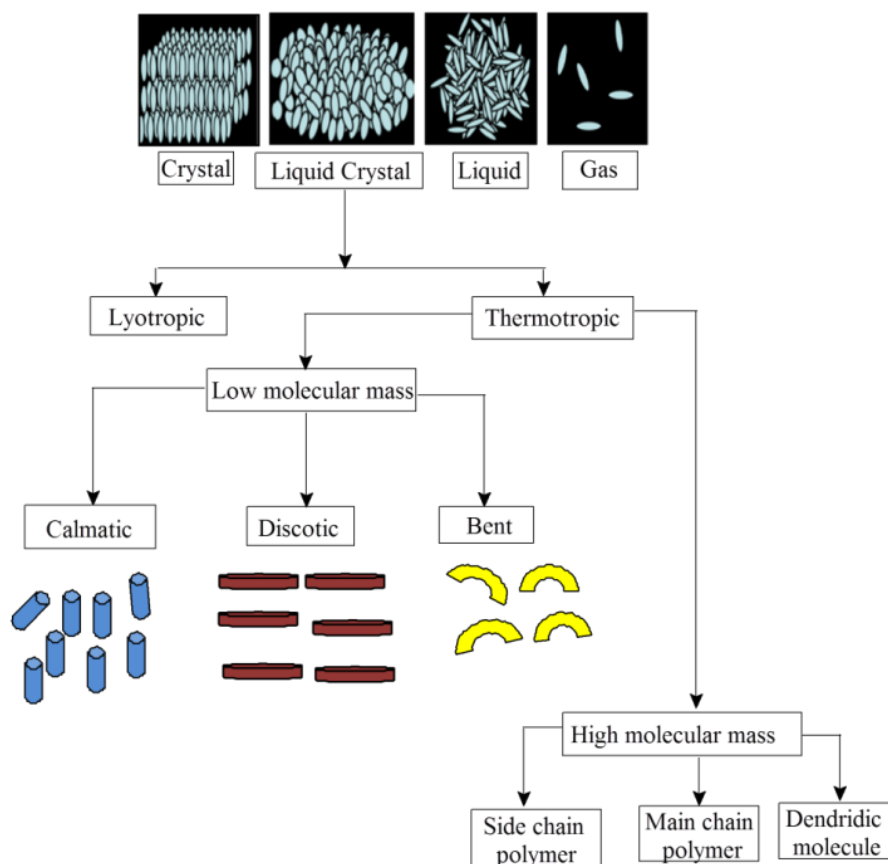 Crystal
Liquid Crystal
Liquid
Gas
Lyotropic
Thermotropic
Low molecular mass
Calmatic
Discotic
Bent
High molecular mass
Side chain
polymer
Main chain
polymer
Dendridic
molecule